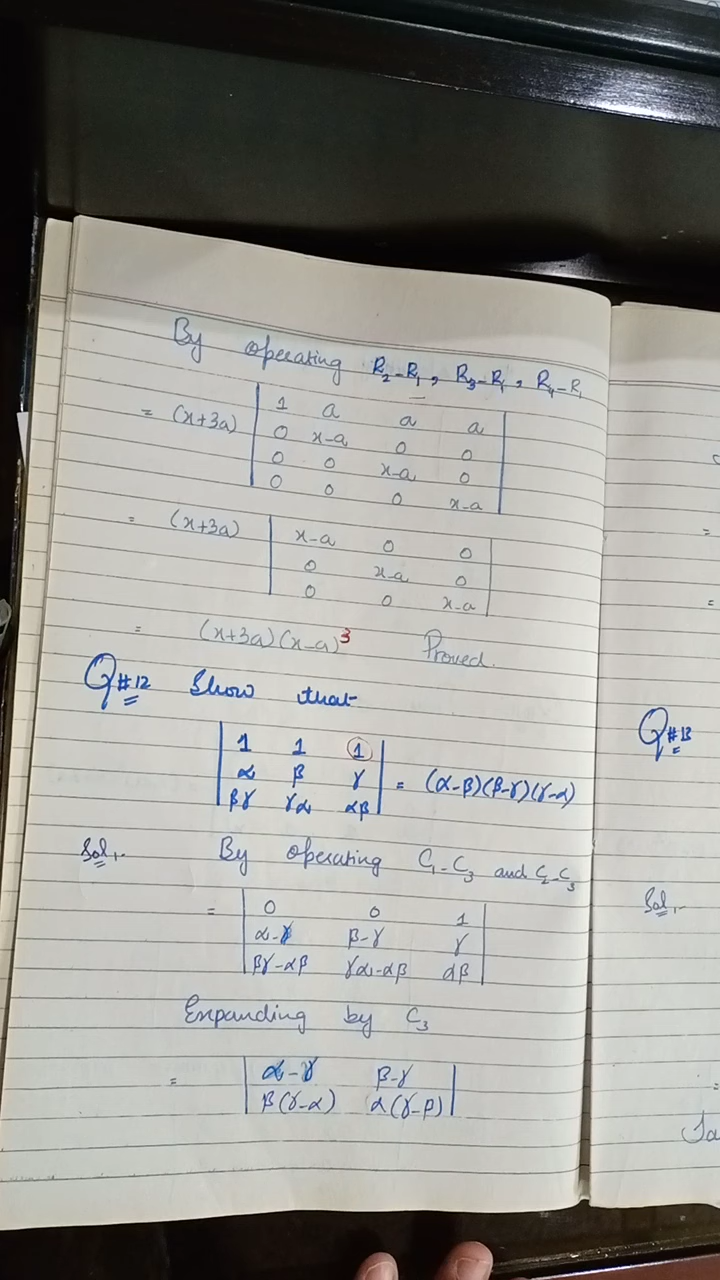 By operating R₂-R₁, R₃-R₁, R₄-R₁
= (x+3a) | 1 a a a |
| 0 x-a 0 0 |
| 0 0 x-a 0 |
| 0 0 0 x-a |
= (x+3a) | x-a 0 0 |
| 0 x-a 0 |
| 0 0 x-a |
= (x+3a)(x-a)³ Proved.
Q#12 Show that
| 1 1 1 |
| α β γ | = (α-β)(β-γ)(γ-α)
| βγ γα αβ |
Sol,. By operating C₁-C₃ and C₂-C₃
= | 0 0 1 |
| α-γ β-γ γ |
| βγ-αβ γα-αβ αβ |
Expanding by C₃
= | α-γ β-γ |
| β(γ-α) α(γ-β) |
=
Q#13
Sol,.
=
=
=